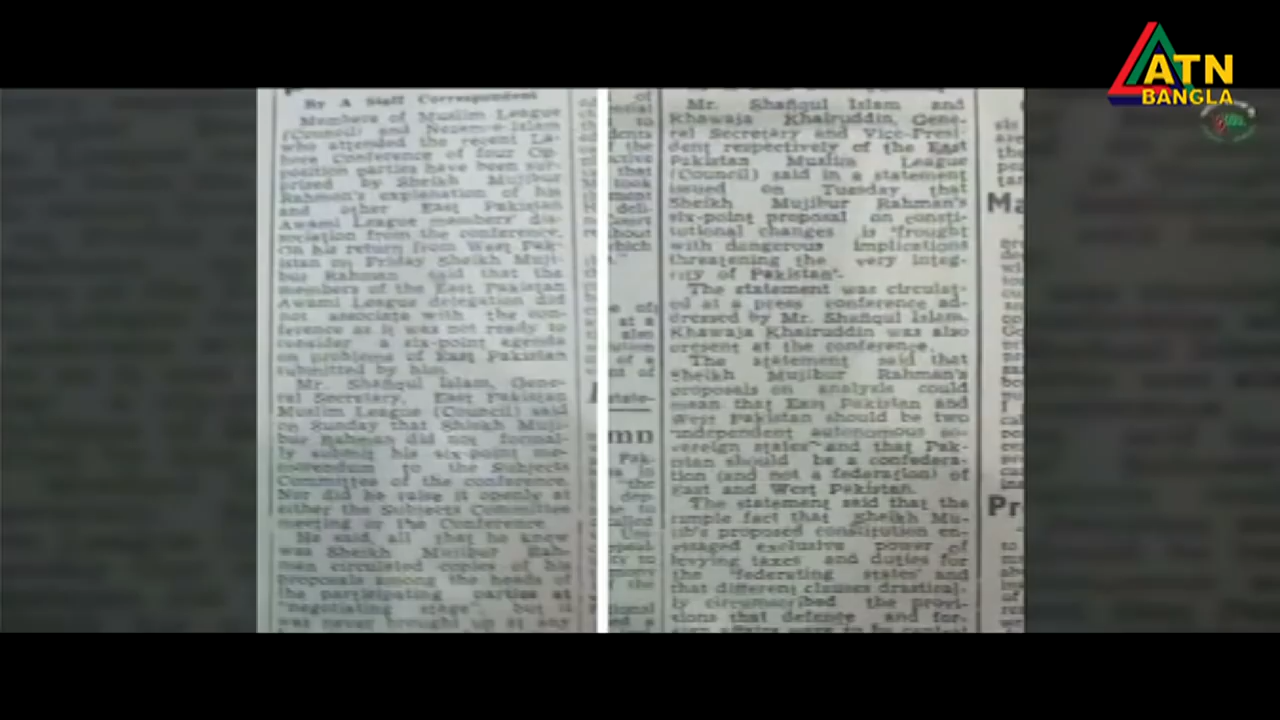 ATN
BANGLA
By A Staff Correspondent
Members of Muslim League
(Council) and Nezam-e-Islam
who attended the recent La-
hore Conference of four Op-
position parties have been sur-
prised by Sheikh Mujibur
Rahman's explanation of his
and other East Pakistan
Awami League members' dis-
sociation from the conference.
On his return from West Pak-
istan on Friday Sheikh Muji-
bur Rahman said that the
members of the East Pakistan
Awami League delegation did
not associate with the con-
ference as it was not ready to
consider a six-point agenda
on problems of East Pakistan
submitted by him.
Mr. Shafiqul Islam, Gene-
ral Secretary, East Pakistan
Muslim League (Council) said
on Sunday that Sheikh Muji-
bur Rahman did not formal-
ly submit his six-point me-
morendum to the Subjects
Committee of the conference.
Nor did he raise it openly at
either the Subjects Committee
meeting or the Conference
He said, all that he knew
was Sheikh Mujibur Rah-
man circulated copies of his
proposals among the heads of
the participating parties at
"negotiating stage", but it
was never brought up at any
Mr. Shafiqul Islam and
Khawaja Khairuddin, Gene-
ral Secretary and Vice-Presi-
dent respectively of the East
Pakistan Muslim League
(Council) said in a statement
issued on Tuesday that
Sheikh Mujibur Rahman's
six-point proposal on consti-
tutional changes is "frought
with dangerous implications
threatening the very integ-
rity of Pakistan".
The statement was circulat-
ed at a press conference ad-
dressed by Mr. Shafiqul Islam.
Khawaja Khairuddin was also
present at the conference.
The statement said that
Sheikh Mujibur Rahman's
proposals on analysis could
mean that East Pakistan and
West Pakistan should be two
"independent autonomous so-
vereign states" and that Pak-
istan should be a confedera-
tion (and not a federation) of
East and West Pakistan.
The statement said that the
simple fact that Sheikh Mu-
jib's proposed constitution en-
visaged exclusive power of
levying taxes and duties for
the "federating states" and
that different clauses drastical-
ly circumscribed the provi-
sions that defence and for-
mn
Ma
Pr